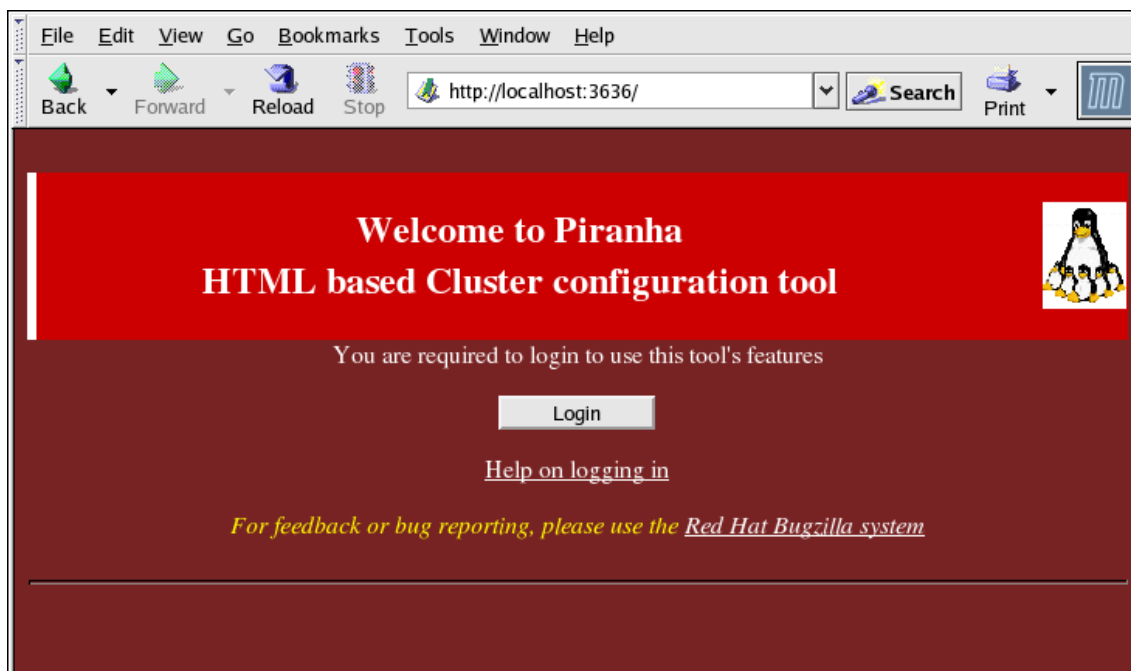 File Edit View Go Bookmarks Tools Window Help
Back Forward Reload Stop http://localhost:3636/ Search Print
Welcome to Piranha
HTML based Cluster configuration tool
You are required to login to use this tool's features
Login
Help on logging in
For feedback or bug reporting, please use the Red Hat Bugzilla system